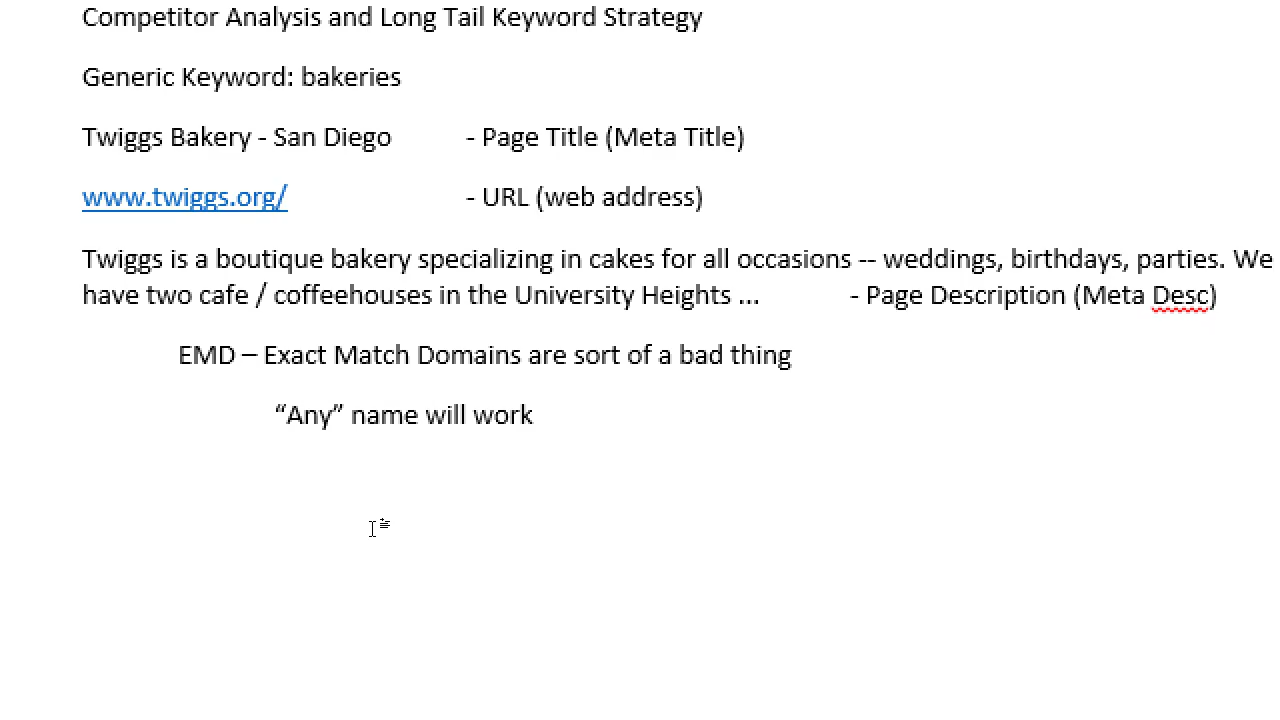 Competitor Analysis and Long Tail Keyword Strategy
Generic Keyword: bakeries
Twiggs Bakery - San Diego - Page Title (Meta Title)
www.twiggs.org/ - URL (web address)
Twiggs is a boutique bakery specializing in cakes for all occasions -- weddings, birthdays, parties. We
have two cafe / coffeehouses in the University Heights ... - Page Description (Meta Desc)
EMD – Exact Match Domains are sort of a bad thing
“Any” name will work